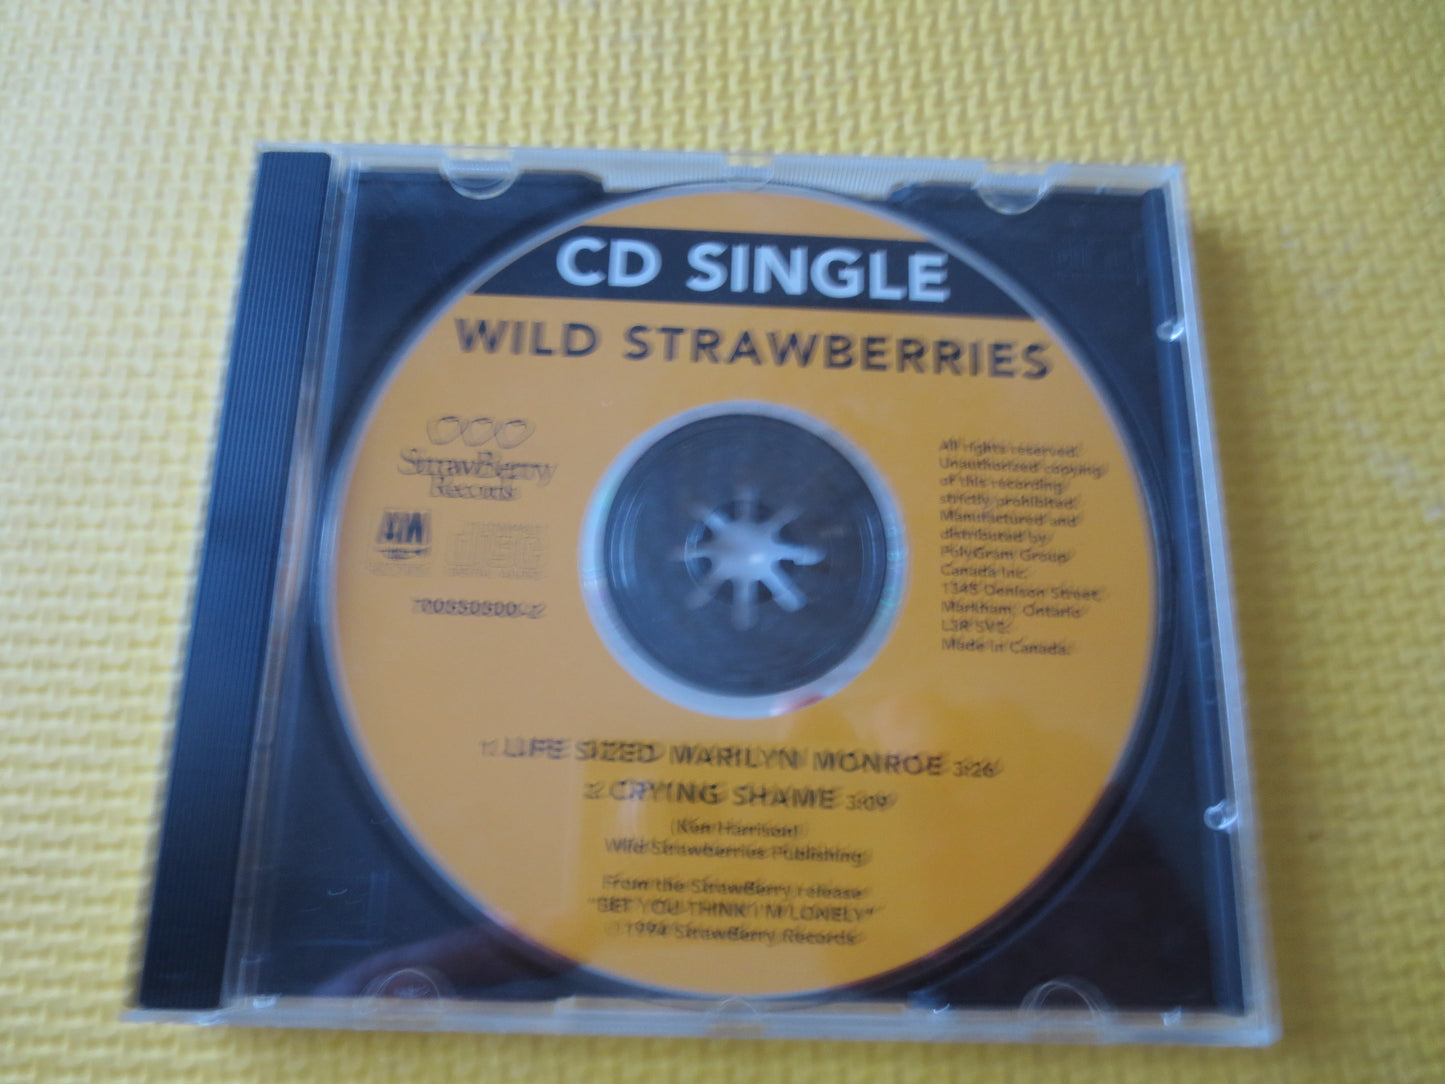 CD SINGLE
WILD STRAWBERRIES
StrawBerry
Records
All rights reserved.
Unauthorized copying
of this recording
strictly prohibited.
Manufactured and
distributed by
PolyGram Group
Canada Inc.
1345 Denison Street,
Markham, Ontario
L3R 5V2.
Made in Canada.
1. LIFE SIZED MARILYN MONROE 3:26
2. CRYING SHAME 3:09
(Ken Harrison)
Wild Strawberries Publishing
From the StrawBerry release
"BET YOU THINK I'M LONELY"
1994 StrawBerry Records